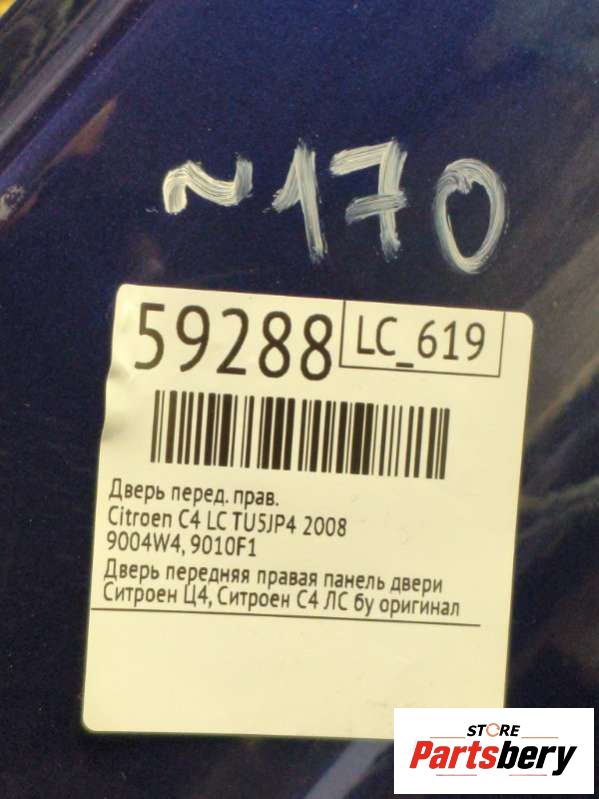 ~170
59288 LC_619
Дверь перед. прав.
Citroen C4 LC TU5JP4 2008
9004W4, 9010F1
Дверь передняя правая панель двери
Ситроен Ц4, Ситроен С4 ЛС бу оригинал
STORE
Partsbery